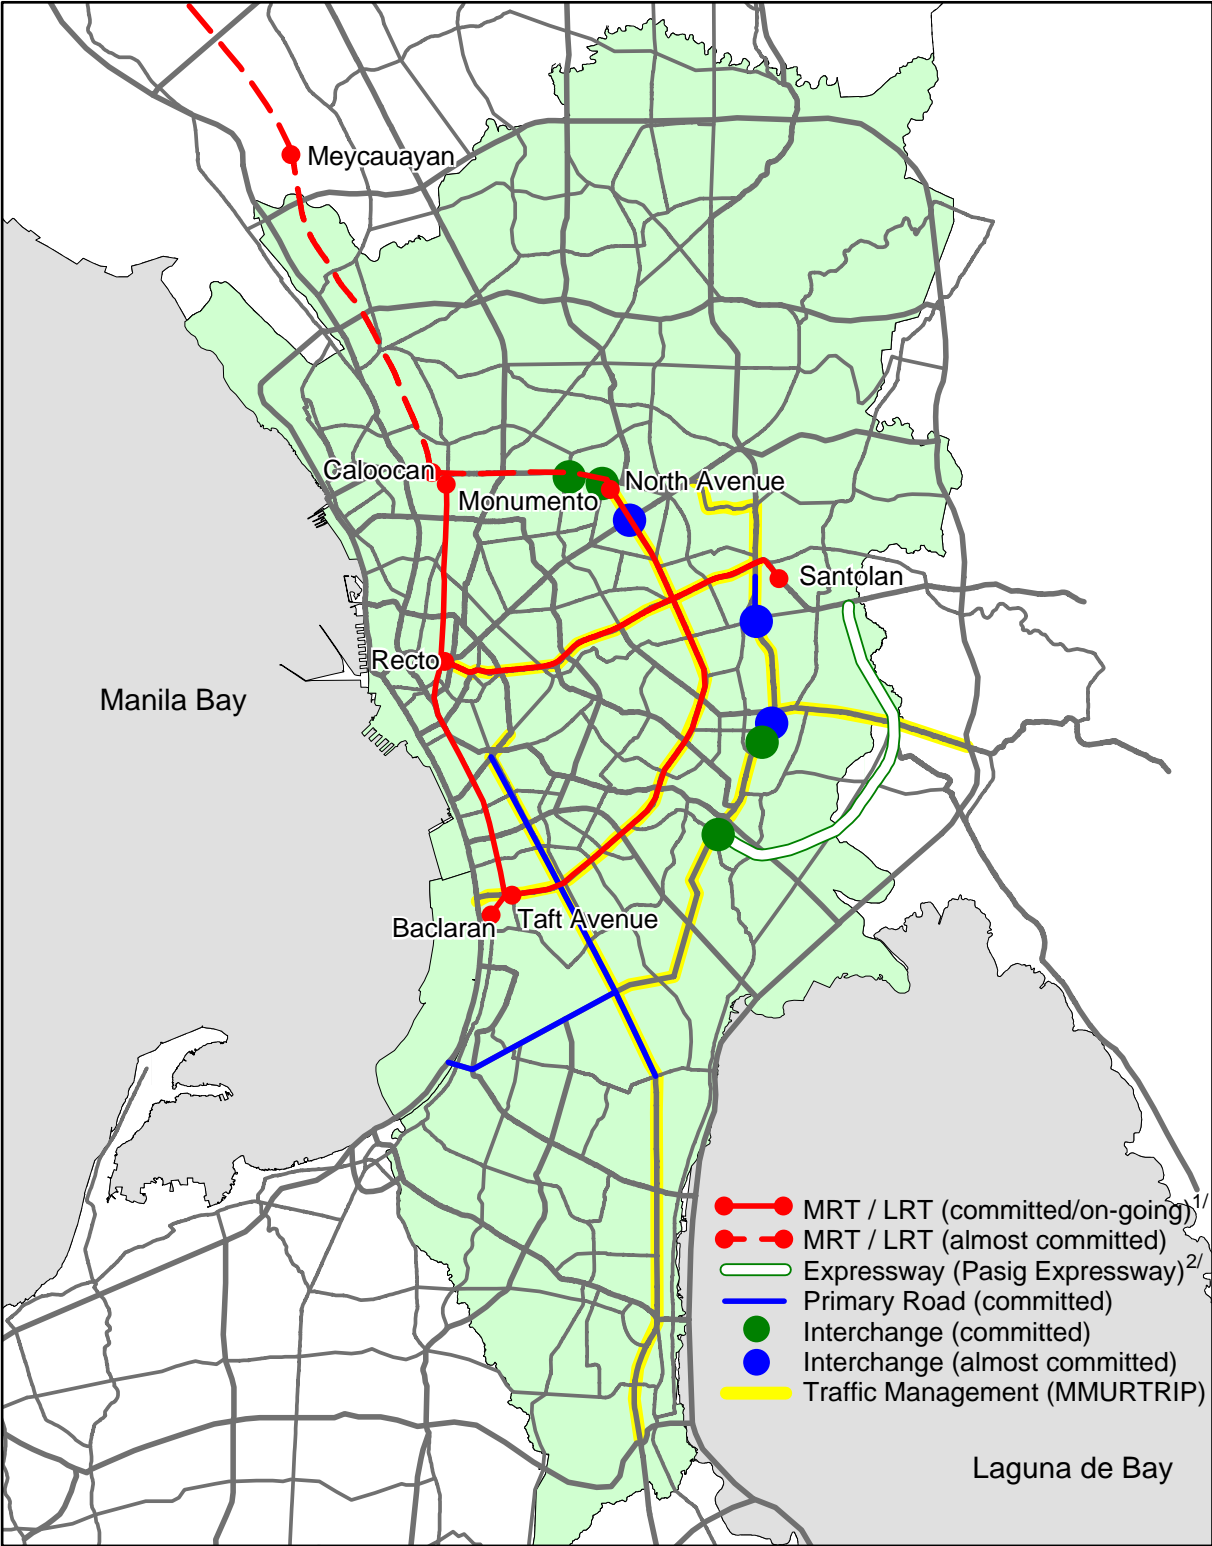 Meycauayan
Caloocan
Monumento
North Avenue
Santolan
Recto
Manila Bay
Taft Avenue
Baclaran
MRT / LRT (committed/on-going)1/
MRT / LRT (almost committed)
Expressway (Pasig Expressway)2/
Primary Road (committed)
Interchange (committed)
Interchange (almost committed)
Traffic Management (MMURTRIP)
Laguna de Bay